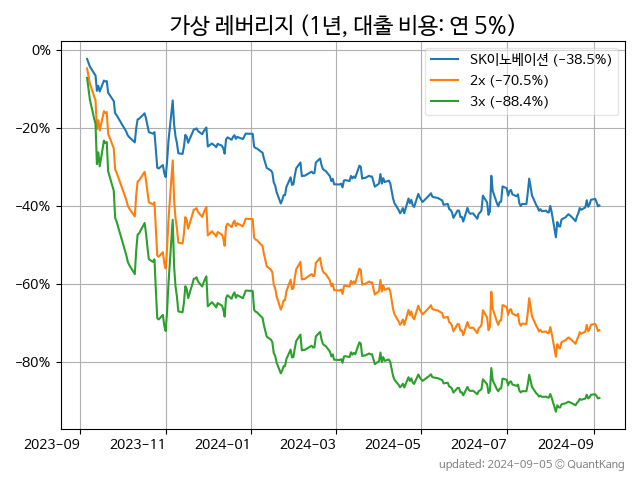 가상 레버리지 (1년, 대출 비용: 연 5%)
SK이노베이션 (-38.5%)
2x (-70.5%)
3x (-88.4%)
0%
-20%
-40%
-60%
-80%
2023-09 2023-11 2024-01 2024-03 2024-05 2024-07 2024-09
updated: 2024-09-05 © QuantKang